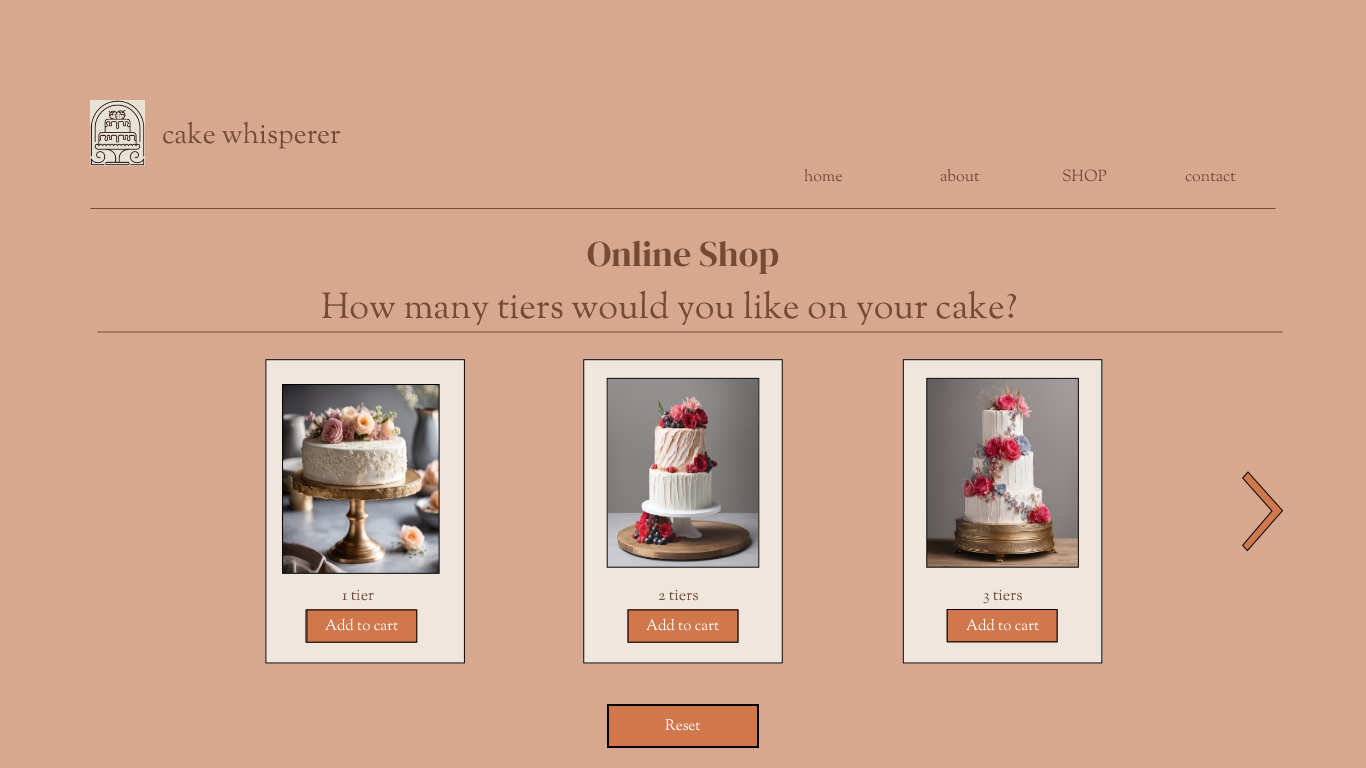 cake whisperer
home about SHOP contact
Online Shop
How many tiers would you like on your cake?
1 tier 2 tiers 3 tiers
Add to cart Add to cart Add to cart
Reset